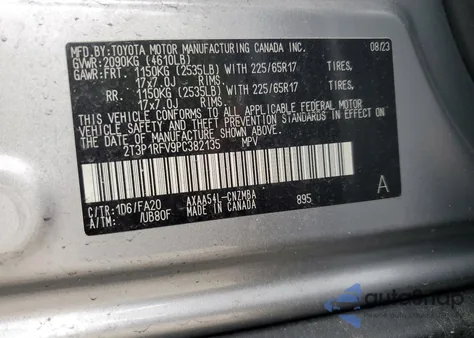 MFD.BY:TOYOTA MOTOR MANUFACTURING CANADA INC. 08/23
GVWR:2090KG (4610LB)
GAWR:FRT. 1150KG (2535LB) WITH 225/65R17 TIRES,
17x7.0J RIMS,
RR. 1150KG (2535LB) WITH 225/65R17 TIRES,
17x7.0J RIMS,
THIS VEHICLE CONFORMS TO ALL APPLICABLE FEDERAL MOTOR
VEHICLE SAFETY AND BUMPER STANDARDS IN EFFECT ON
THE DATE OF MANUFACTURE SHOWN ABOVE.
2T3P1RFV9PC382135 MPV
C/TR:1D6/FA20 AXAA54L-CNZMBA 895 A
A/TM: /UB80F MADE IN CANADA
autosnap